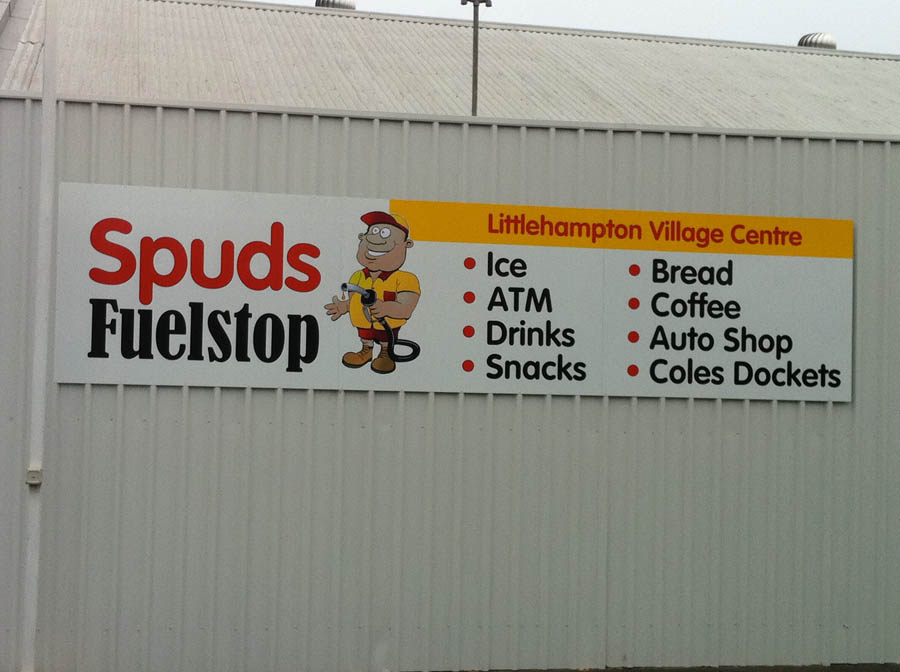 Spuds
Fuelstop
Littlehampton Village Centre
• Ice
• ATM
• Drinks
• Snacks
• Bread
• Coffee
• Auto Shop
• Coles Dockets